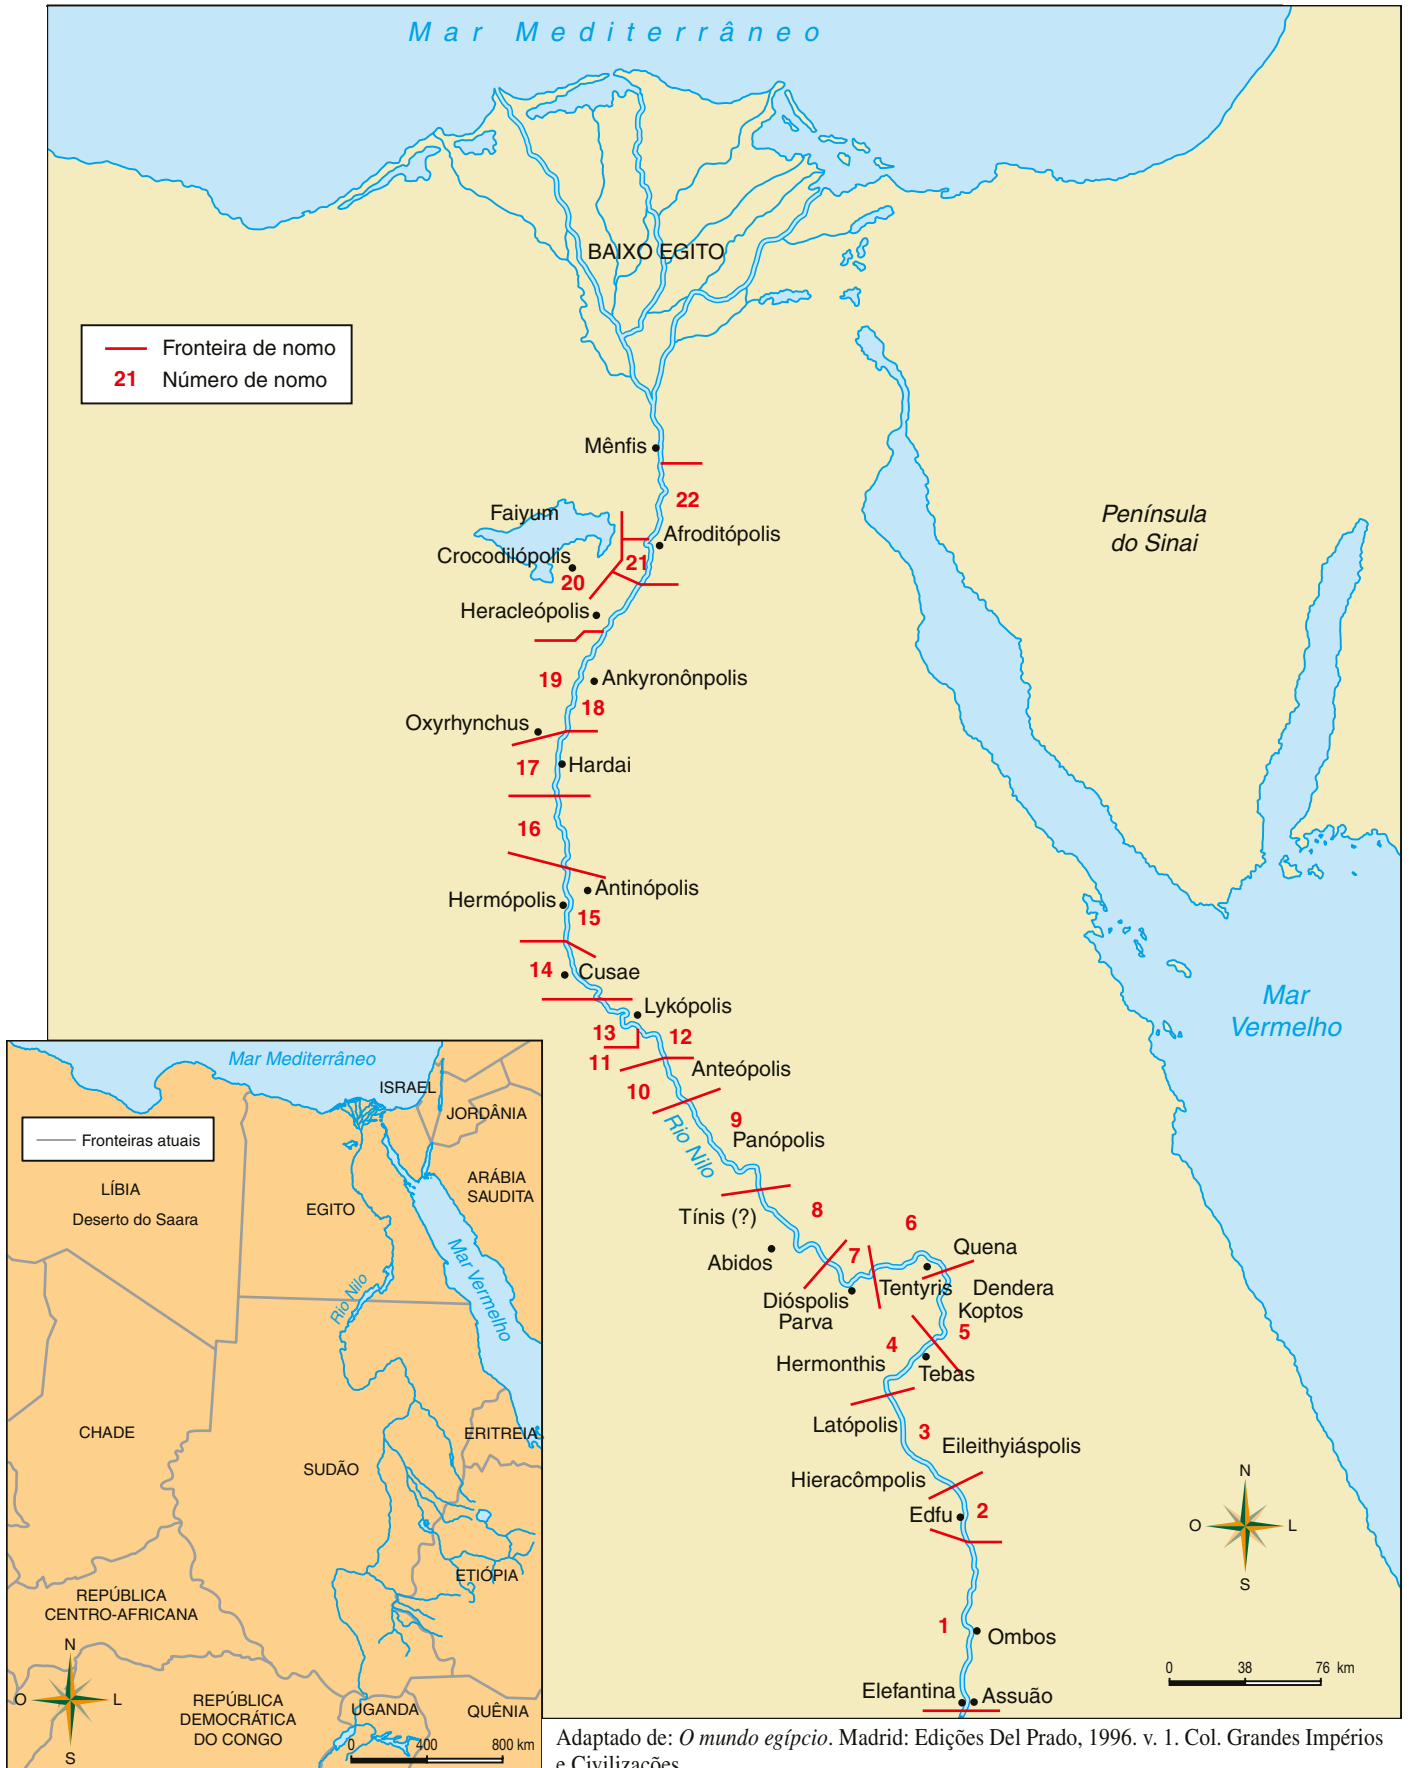 Mar Mediterrâneo
BAIXO EGITO
Fronteira de nomo
21 Número de nomo
Mênfis
22
Faiyum
Afroditópolis
Crocodilópolis
21
20
Heracleópolis
Península
do Sinai
19
Ankyronônpolis
18
Oxyrhynchus
17
Hardai
16
Antinópolis
Hermópolis
15
14
Cusae
Lykópolis
13
12
11
Anteópolis
10
9
Panópolis
Rio Nilo
Mar
Vermelho
Tínis (?)
8
6
Abidos
7
Quena
Dióspolis
Parva
Tentyris
Dendera
Koptos
5
4
Hermonthis
Tebas
Latópolis
3
Eileithyiáspolis
Hieracômpolis
Edfu
2
1
Ombos
Elefantina
Assuão
N
O
L
S
0 38 76 km
Mar Mediterrâneo
ISRAEL
JORDÂNIA
Fronteiras atuais
LÍBIA
Deserto do Saara
EGITO
ARÁBIA
SAUDITA
Mar Vermelho
Rio Nilo
CHADE
SUDÃO
ERITREIA
ETIÓPIA
REPÚBLICA
CENTRO-AFRICANA
N
O
L
S
REPÚBLICA
DEMOCRÁTICA
DO CONGO
UGANDA
QUÊNIA
0 400 800 km
Adaptado de: O mundo egípcio. Madrid: Edições Del Prado, 1996. v. 1. Col. Grandes Impérios
e Civilizações